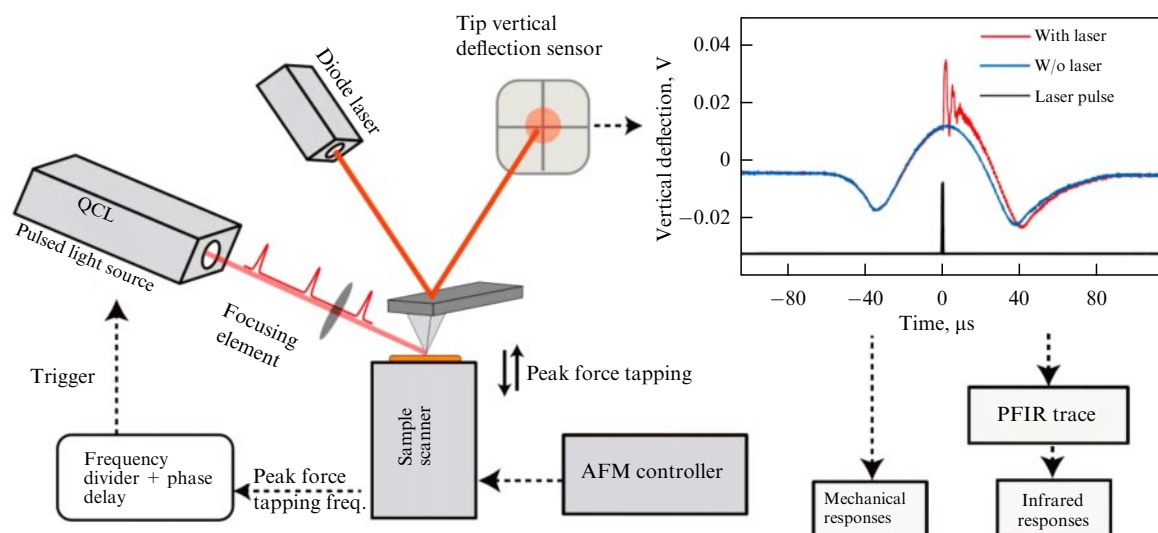 Tip vertical
deflection sensor
Diode laser
QCL
Pulsed light source
Focusing
element
Trigger
Frequency
divider + phase
delay
Peak force
tapping freq.
Sample
scanner
Peak force tapping
AFM controller
Vertical deflection, V
0.04
0.02
0
−0.02
With laser
W/o laser
Laser pulse
−80
−40
0
40
80
Time, µs
PFIR trace
Mechanical
responses
Infrared
responses